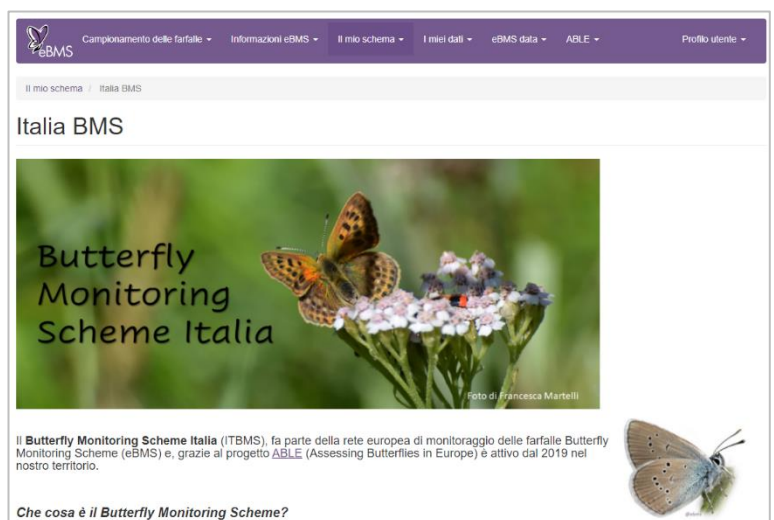 eBMS
Campionamento delle farfalle
Informazioni eBMS
Il mio schema
I miei dati
eBMS data
ABLE
Profilo utente
Il mio schema / Italia BMS
Italia BMS
Butterfly
Monitoring
Scheme Italia
Foto di Francesca Martelli
Il Butterfly Monitoring Scheme Italia (ITBMS), fa parte della rete europea di monitoraggio delle farfalle Butterfly
Monitoring Scheme (eBMS) e, grazie al progetto ABLE (Assessing Butterflies in Europe) è attivo dal 2019 nel
nostro territorio.
Che cosa è il Butterfly Monitoring Scheme?